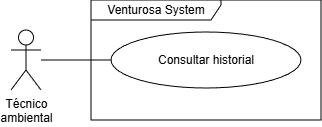 Venturosa System
Consultar historial
Técnico
ambiental